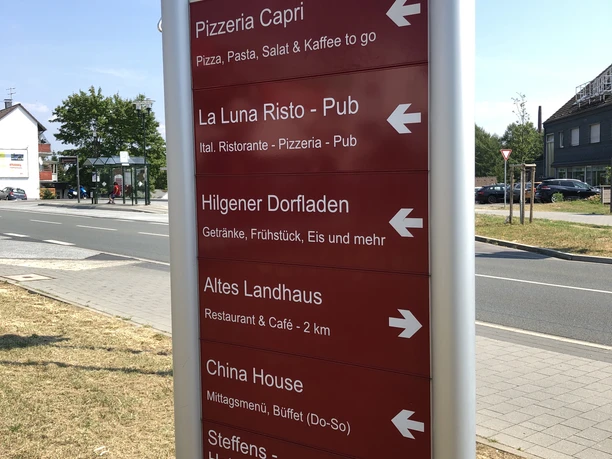 Pizzeria Capri
Pizza, Pasta, Salat & Kaffee to go
La Luna Risto - Pub
Ital. Ristorante - Pizzeria - Pub
Hilgener Dorfladen
Getränke, Frühstück, Eis und mehr
Altes Landhaus
Restaurant & Café - 2 km
China House
Mittagsmenü, Büffet (Do-So)
Steffens -